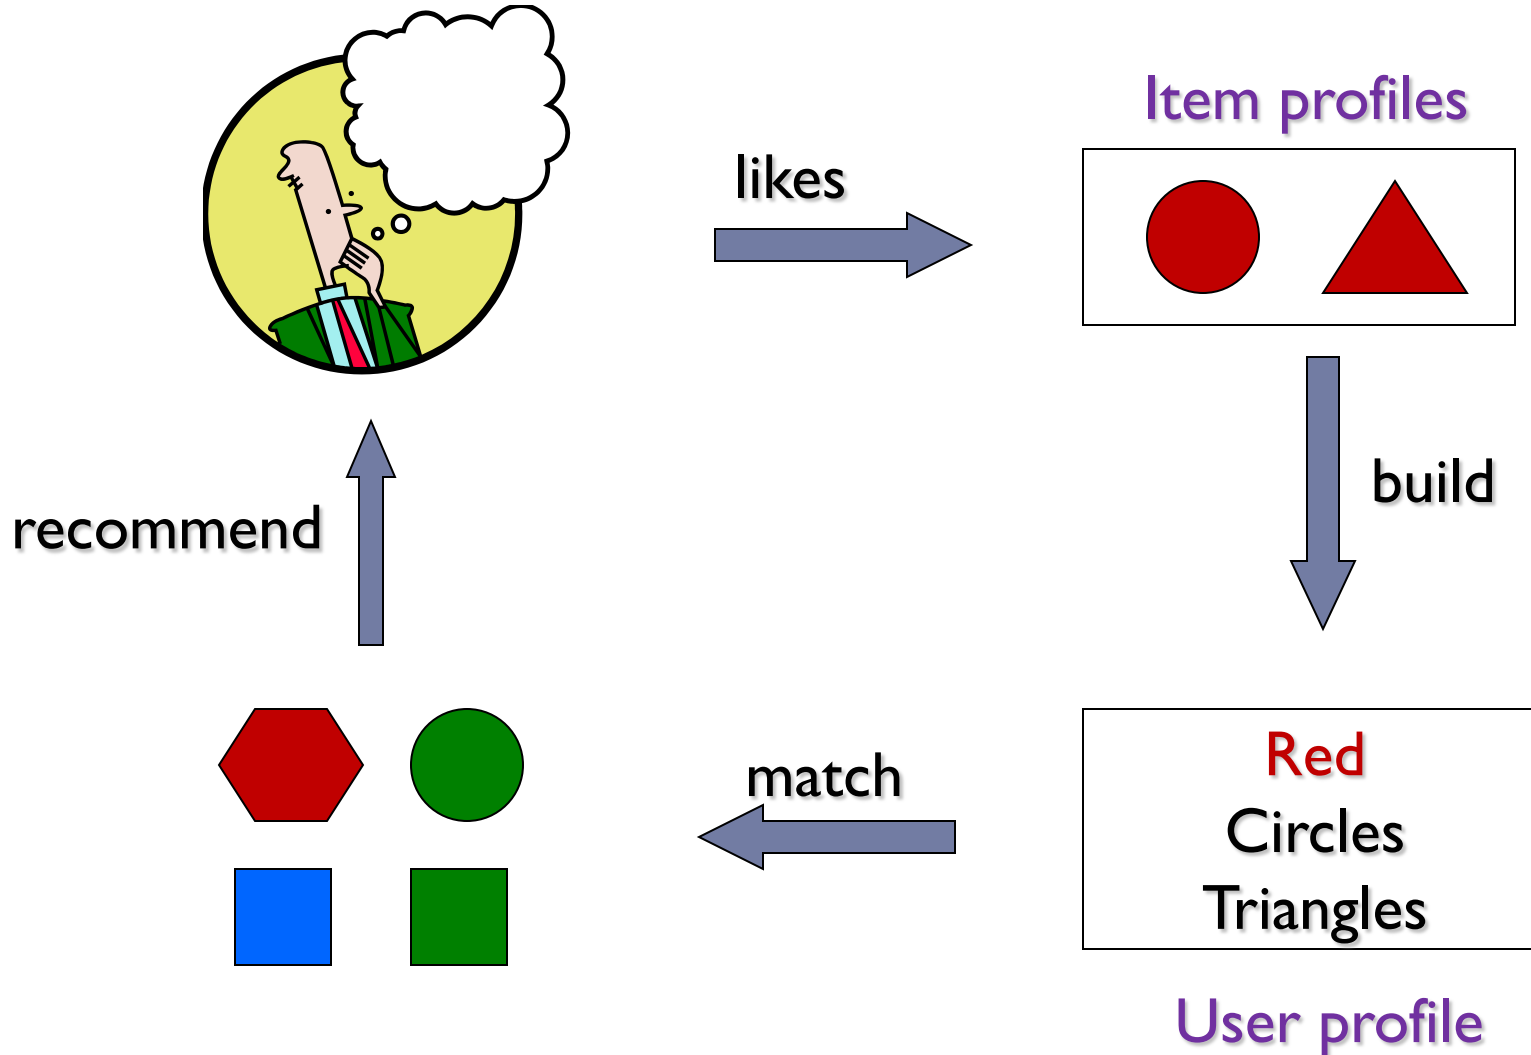 Item profiles
likes
build
recommend
Red
match
Circles
Triangles
User profile